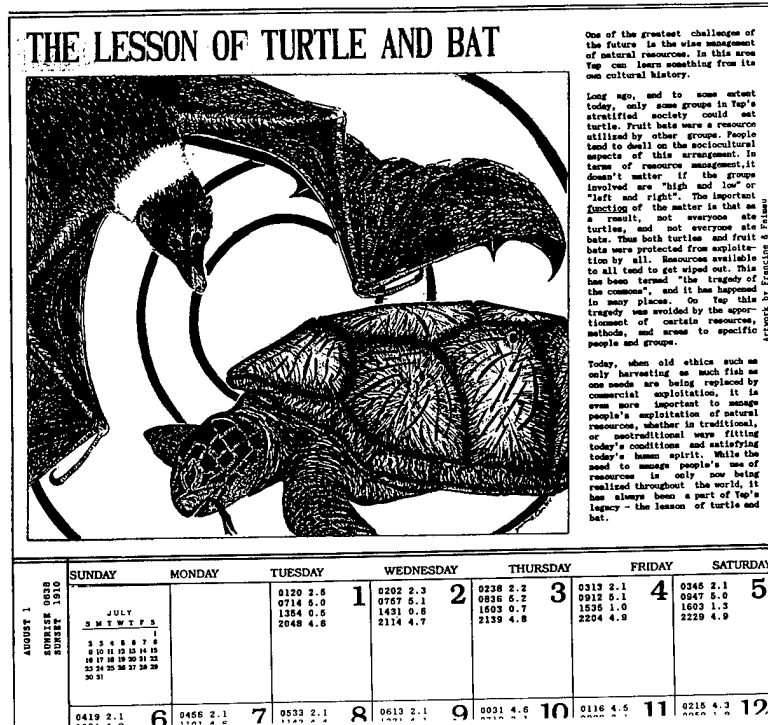 THE LESSON OF TURTLE AND BAT
One of the greatest challenges of
the future is the wise management
of natural resources. In this area
Yap can learn something from its
own cultural history.
Long ago, and to some extent
today, only some groups in Yap's
stratified society could eat
turtle. Fruit bats were a resource
utilized by other groups. People
tend to dwell on the sociocultural
aspects of this arrangement. In
terms of resource management,it
doesn't matter if the groups
involved are "high and low" or
"left and right". The important
function of the matter is that as
a result, not everyone ate
turtles, and not everyone ate
bats. Thus both turtles and fruit
bats were protected from exploita-
tion by all. Resources available
to all tend to get wiped out. This
has been termed "the tragedy of
the commons", and it has happened
in many places. On Yap this
tragedy was avoided by the appor-
tionment of certain resources,
methods, and areas to specific
people and groups.
Today, when old ethics such as
only harvesting as much fish as
one needs are being replaced by
commercial exploitation, it is
even more important to manage
people's exploitation of natural
resources, whether in traditional,
or neotraditional ways fitting
today's conditions and satisfying
today's human spirit. While the
need to manage people's use of
resources is only now being
realized throughout the world, it
has always been a part of Yap's
legacy - the lesson of turtle and
bat.
Artwork by Francine
SUNDAY MONDAY TUESDAY WEDNESDAY THURSDAY FRIDAY SATURDAY
AUGUST 1
SUNRISE 0638
SUNSET 1910
JULY
S M T W T F S
1
2 3 4 5 6 7 8
9 10 11 12 13 14 15
16 17 18 19 20 21 22
23 24 25 26 27 28 29
30 31
1
0120 2.5
0714 5.0
1354 0.5
2048 4.6
2
0202 2.3
0757 5.1
1431 0.6
2114 4.7
3
0238 2.2
0836 5.2
1503 0.7
2139 4.8
4
0313 2.1
0912 5.1
1535 1.0
2204 4.9
5
0345 2.1
0947 5.0
1603 1.3
2229 4.9
0419 2.1 6
0456 2.1 7
0533 2.1 8
0613 2.1 9
0031 4.6 10
0116 4.5 11
0215 4.3 12